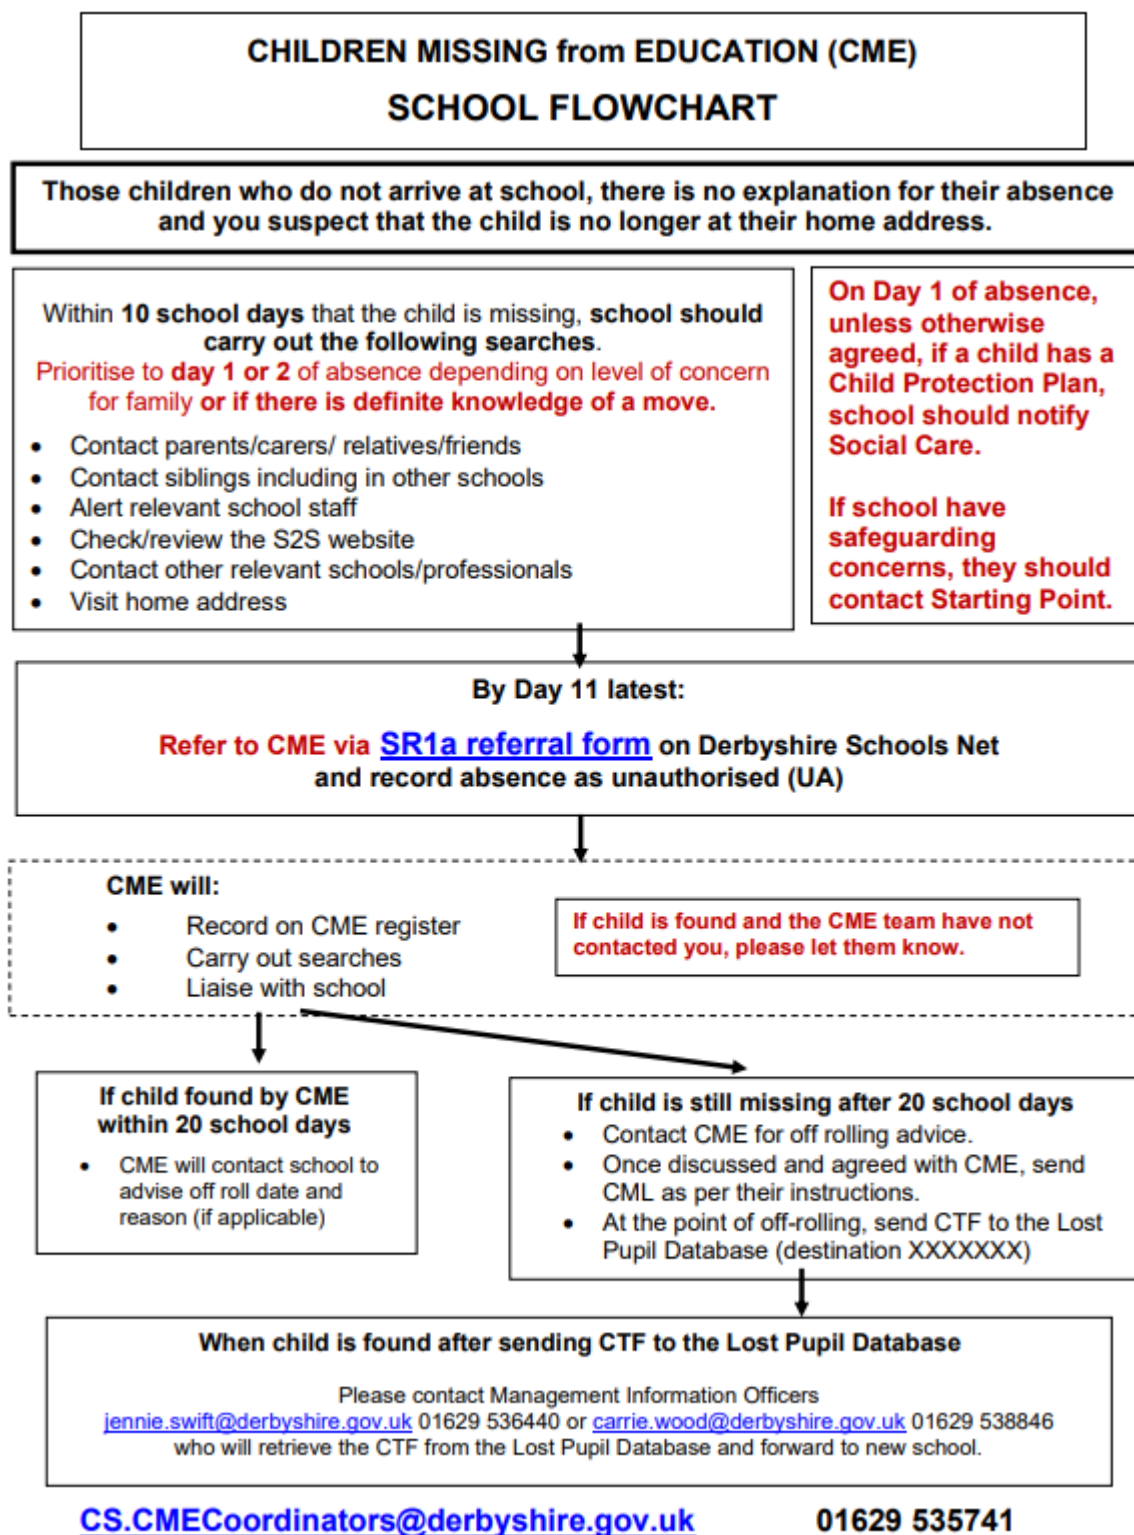 CHILDREN MISSING from EDUCATION (CME)
SCHOOL FLOWCHART
Those children who do not arrive at school, there is no explanation for their absence
and you suspect that the child is no longer at their home address.
Within 10 school days that the child is missing, school should
carry out the following searches.
Prioritise to day 1 or 2 of absence depending on level of concern
for family or if there is definite knowledge of a move.
• Contact parents/carers/ relatives/friends
• Contact siblings including in other schools
• Alert relevant school staff
• Check/review the S2S website
• Contact other relevant schools/professionals
• Visit home address
On Day 1 of absence,
unless otherwise
agreed, if a child has a
Child Protection Plan,
school should notify
Social Care.
If school have
safeguarding
concerns, they should
contact Starting Point.
By Day 11 latest:
Refer to CME via SR1a referral form on Derbyshire Schools Net
and record absence as unauthorised (UA)
CME will:
• Record on CME register
• Carry out searches
• Liaise with school
If child is found and the CME team have not
contacted you, please let them know.
If child found by CME
within 20 school days
• CME will contact school to
advise off roll date and
reason (if applicable)
If child is still missing after 20 school days
• Contact CME for off rolling advice.
• Once discussed and agreed with CME, send
CML as per their instructions.
• At the point of off-rolling, send CTF to the Lost
Pupil Database (destination XXXXXXX)
When child is found after sending CTF to the Lost Pupil Database
Please contact Management Information Officers
jennie.swift@derbyshire.gov.uk 01629 536440 or carrie.wood@derbyshire.gov.uk 01629 538846
who will retrieve the CTF from the Lost Pupil Database and forward to new school.
CS.CMECoordinators@derbyshire.gov.uk 01629 535741